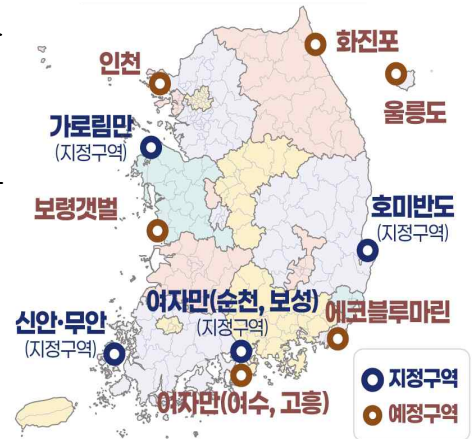 화진포
인천
울릉도
가로림만
(지정구역)
보령갯벌
호미반도
(지정구역)
여자만(순천, 보성)
(지정구역)
에코블루마린
신안·무안
(지정구역)
여자만(여수, 고흥)
지정구역
예정구역